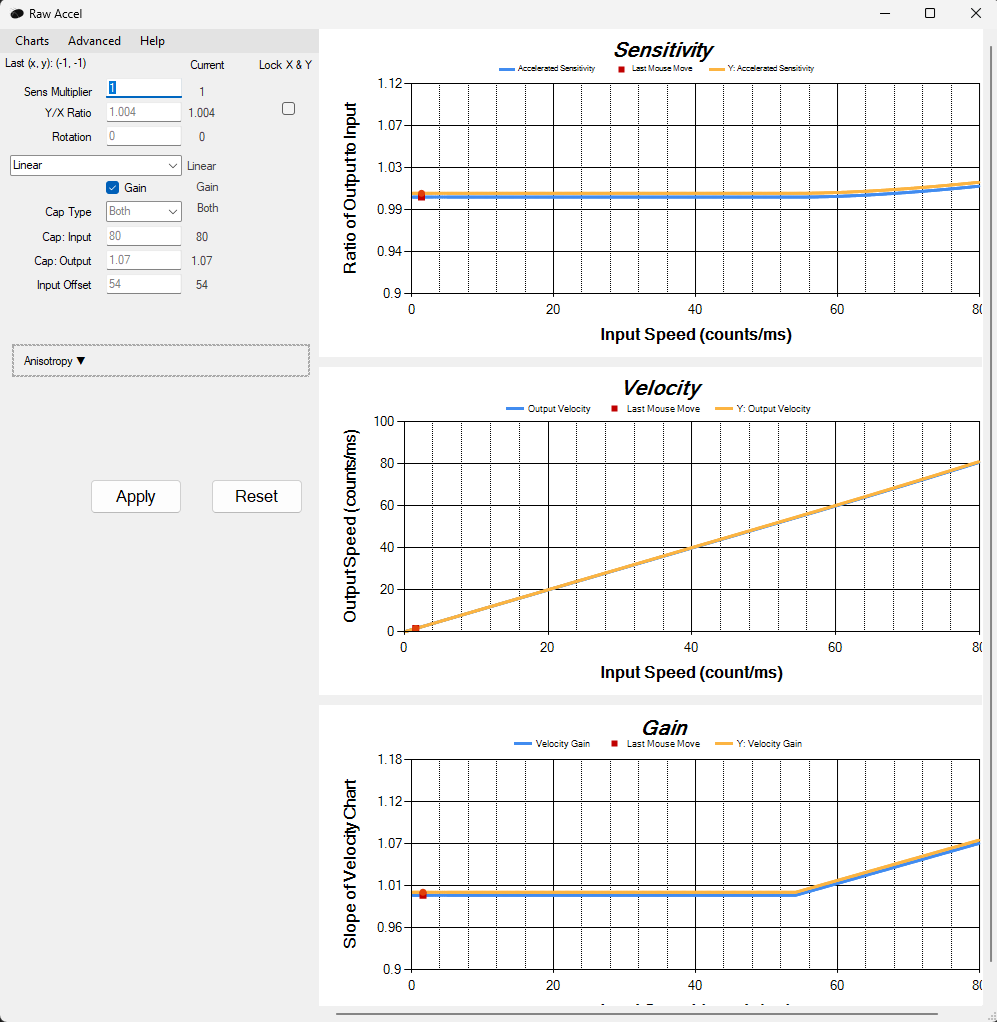 Raw Accel
Charts Advanced Help
Last (x, y): (-1, -1)
Current
Lock X & Y
Sens Multiplier 1 1
Y/X Ratio 1.004 1.004
Rotation 0 0
Linear Linear
Gain Gain
Cap Type Both Both
Cap: Input 80 80
Cap: Output 1.07 1.07
Input Offset 54 54
Anisotropy ▼
Apply Reset
Sensitivity
Accelerated Sensitivity Last Mouse Move Y: Accelerated Sensitivity
Ratio of Output to Input
1.12
1.07
1.03
0.99
0.94
0.9
0 20 40 60 80
Input Speed (counts/ms)
Velocity
Output Velocity Last Mouse Move Y: Output Velocity
Output Speed (counts/ms)
100
80
60
40
20
0
0 20 40 60 80
Input Speed (count/ms)
Gain
Velocity Gain Last Mouse Move Y: Velocity Gain
Slope of Velocity Chart
1.18
1.12
1.07
1.01
0.96
0.9
0 20 40 60 80